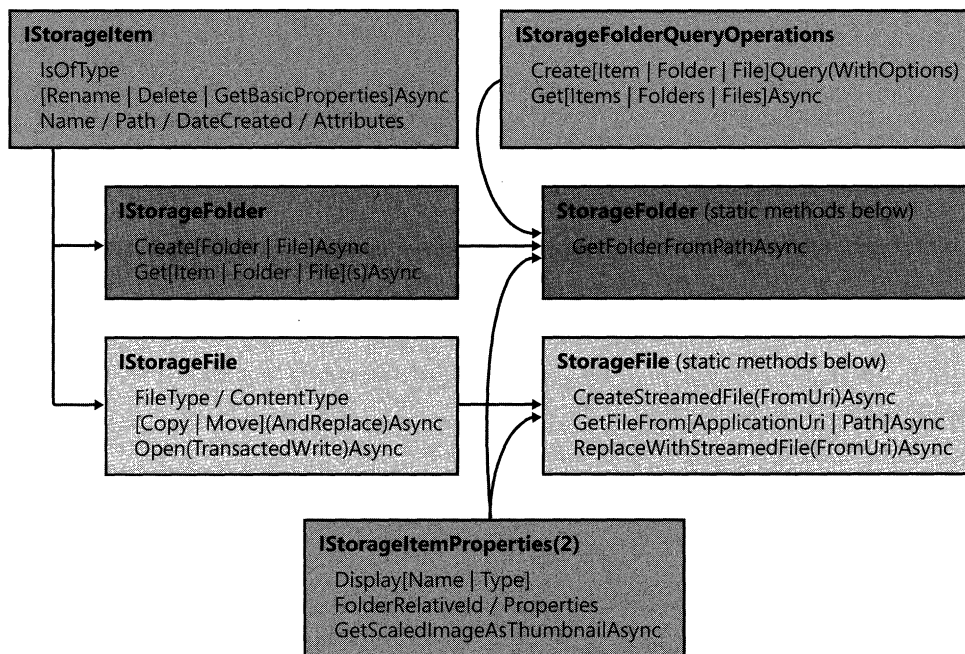 IStorageItem
IsOfType
[Rename | Delete | GetBasicProperties]Async
Name / Path / DateCreated / Attributes
IStorageFolderQueryOperations
Create[Item | Folder | File]Query(WithOptions)
Get[Items | Folders | Files]Async
IStorageFolder
Create[Folder | File]Async
Get[Item | Folder | File](s)Async
StorageFolder (static methods below)
GetFolderFromPathAsync
IStorageFile
FileType / ContentType
[Copy | Move](AndReplace)Async
Open(TransactedWrite)Async
StorageFile (static methods below)
CreateStreamedFile(FromUri)Async
GetFileFrom[ApplicationUri | Path]Async
ReplaceWithStreamedFile(FromUri)Async
IStorageItemProperties(2)
Display[Name | Type]
FolderRelativeId / Properties
GetScaledImageAsThumbnailAsync